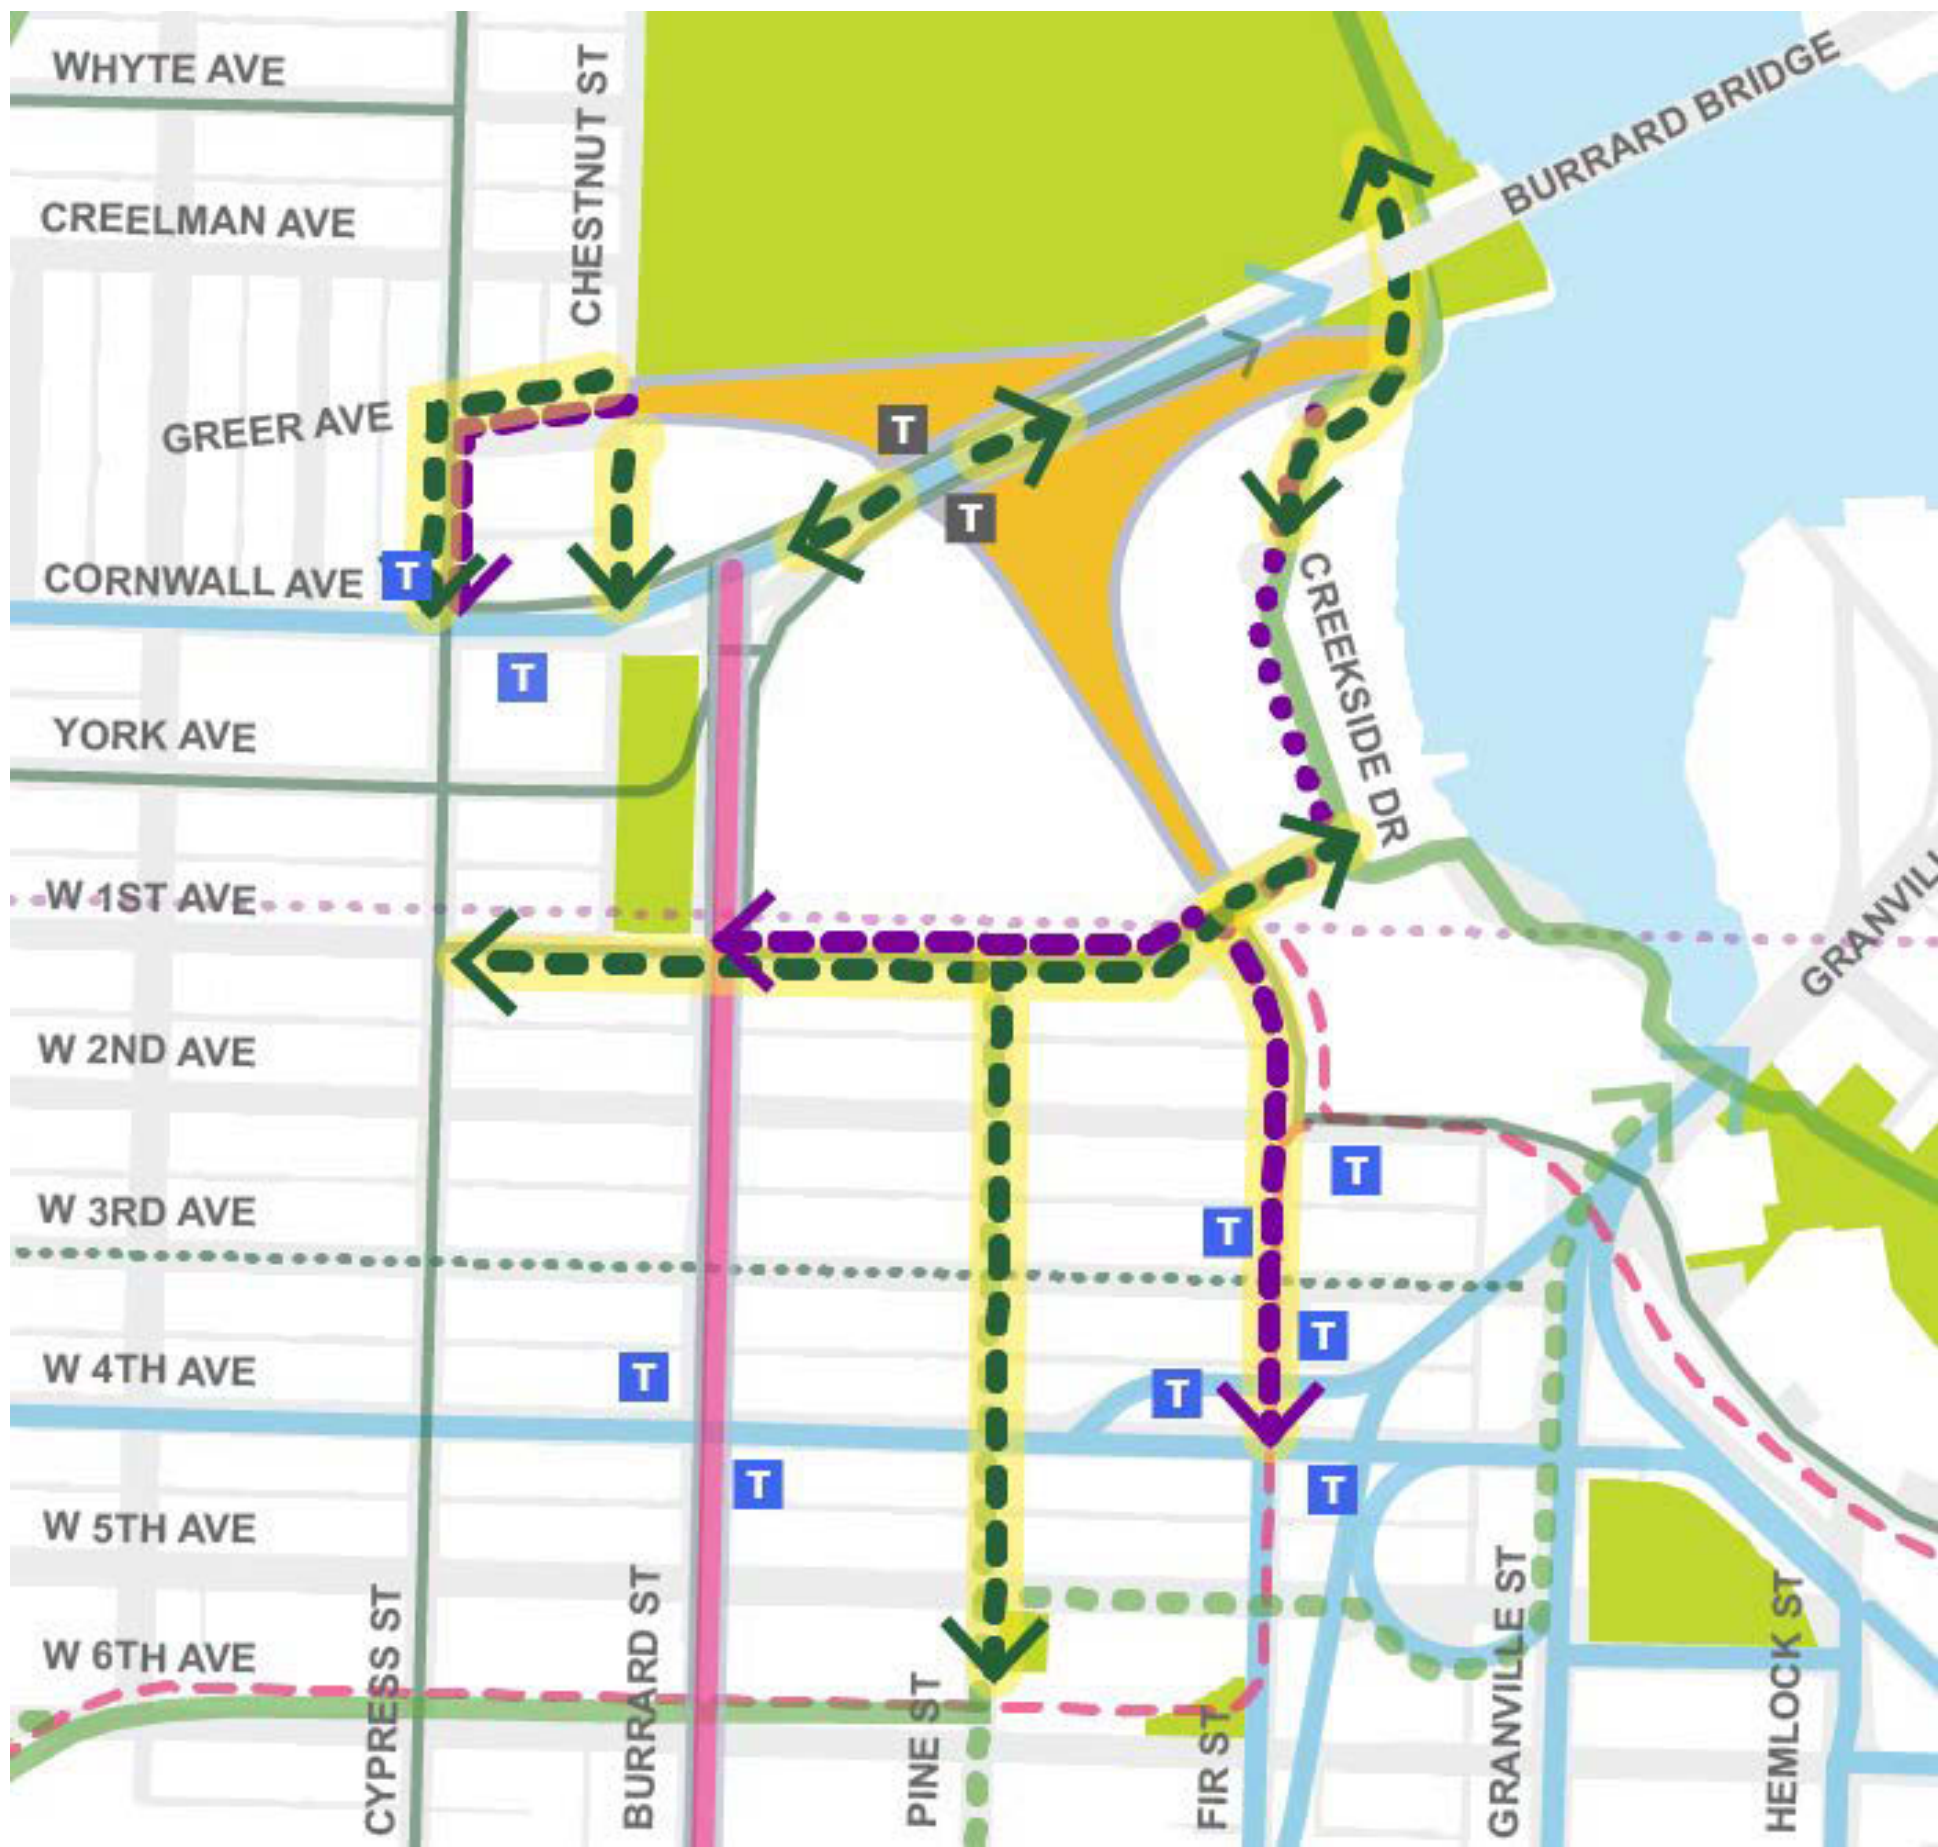 WHYTE AVE
CHESTNUT ST
BURRARD BRIDGE
CREELMAN AVE
GREER AVE
T
T
CORNWALL AVE
T
CREEKSIDE DR
T
YORK AVE
W 1ST AVE
W 2ND AVE
T
W 3RD AVE
T
T
W 4TH AVE
T
T
T
T
W 5TH AVE
W 6TH AVE
CYPRESS ST
BURRARD ST
PINE ST
FIR ST
GRANVILLE ST
HEMLOCK ST
GRANVILL